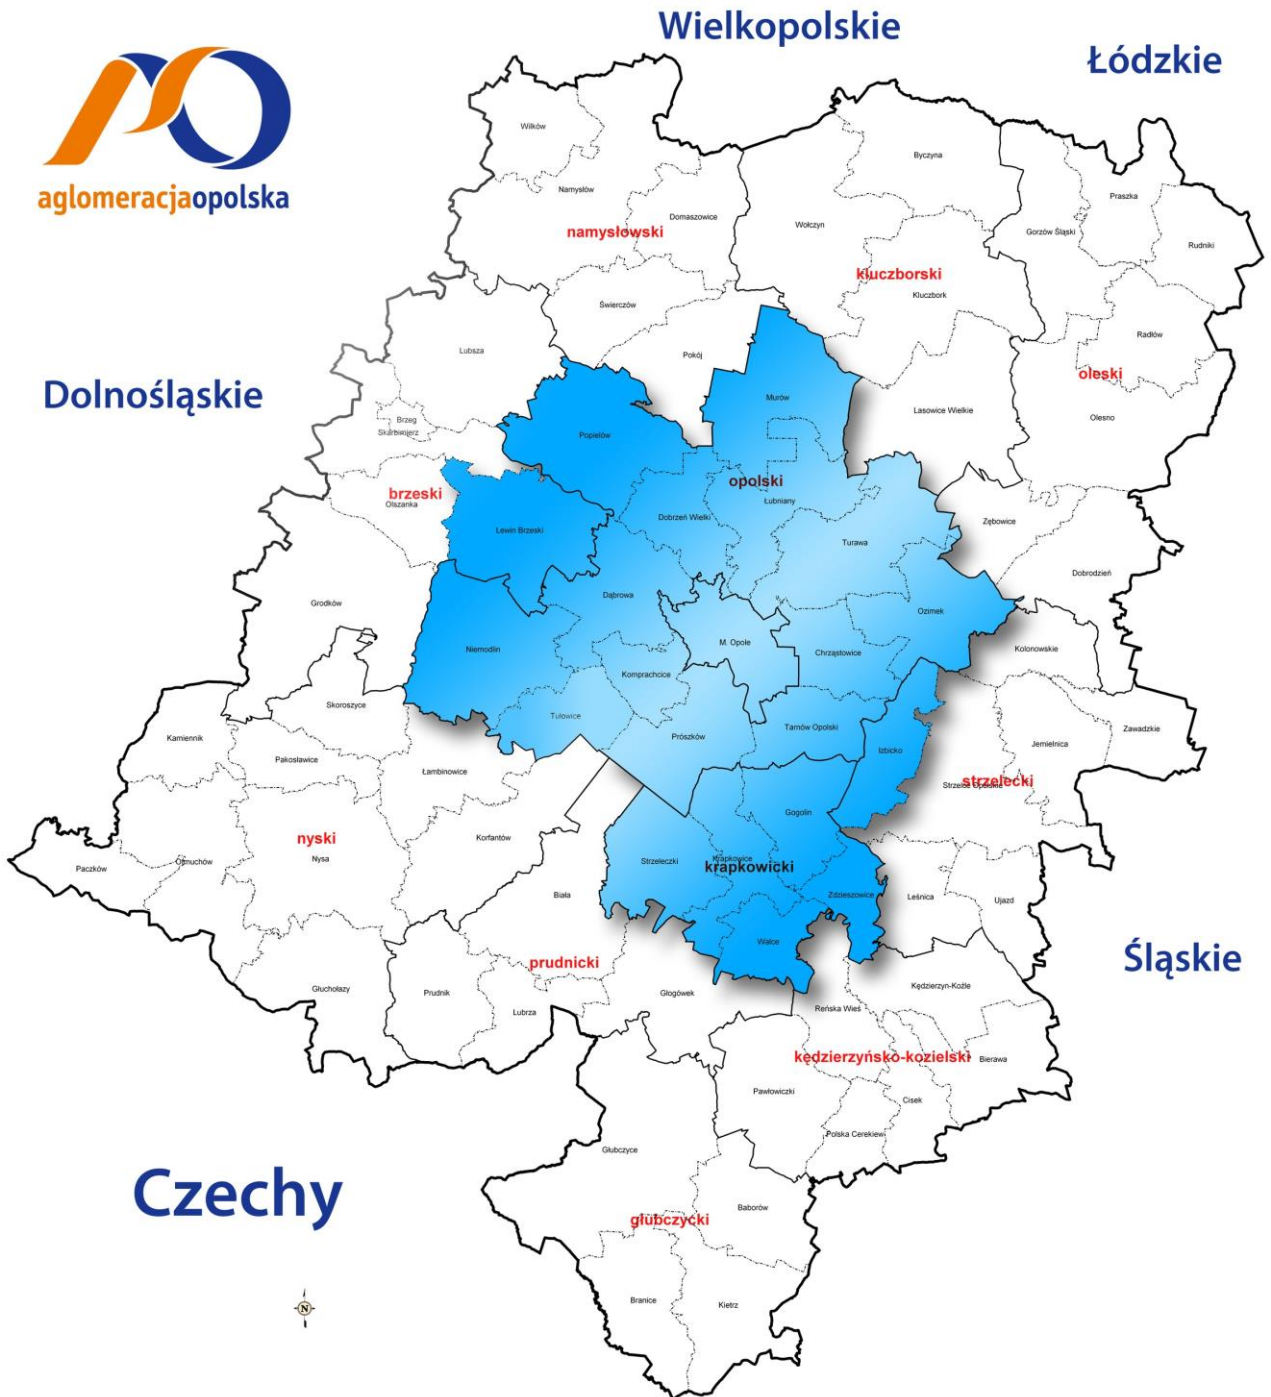 Wielkopolskie
Łódzkie
aglomeracjaopolska
Wilków
Byczyna
Namysłów
Praszka
Domaszowice
Wołczyn
namysłowski
Gorzów Śląski
Rudniki
kluczborski
Kluczbork
Świerczów
Radłów
Lubsza
Pokój
oleski
Dolnośląskie
Murów
Lasowice Wielkie
Olesno
Brzeg
Skarbimierz
Popielów
opolski
brzeski
Olszanka
Łubniany
Dobrzeń Wielki
Zębowice
Lewin Brzeski
Turawa
Dobrodzień
Grodków
Dąbrowa
Ozimek
M. Opole
Niemodlin
Chrząstowice
Kolonowskie
Komprachcice
Skoroszyce
Tułowice
Tarnów Opolski
Zawadzkie
Kamiennik
Prószków
Jemielnica
Izbicko
Pakosławice
Łambinowice
strzelecki
Strzelce Opolskie
Gogolin
nyski
Korfantów
Nysa
Otmuchów
Strzeleczki
Krapkowice
krapkowicki
Paczków
Biała
Zdzieszowice
Leśnica
Ujazd
Walce
Śląskie
prudnicki
Głuchołazy
Prudnik
Głogówek
Kędzierzyn-Koźle
Lubrza
Reńska Wieś
kędzierzyńsko-kozielski
Bierawa
Pawłowiczki
Cisek
Polska Cerekiew
Głubczyce
Czechy
Baborów
głubczycki
Branice
Kietrz
N